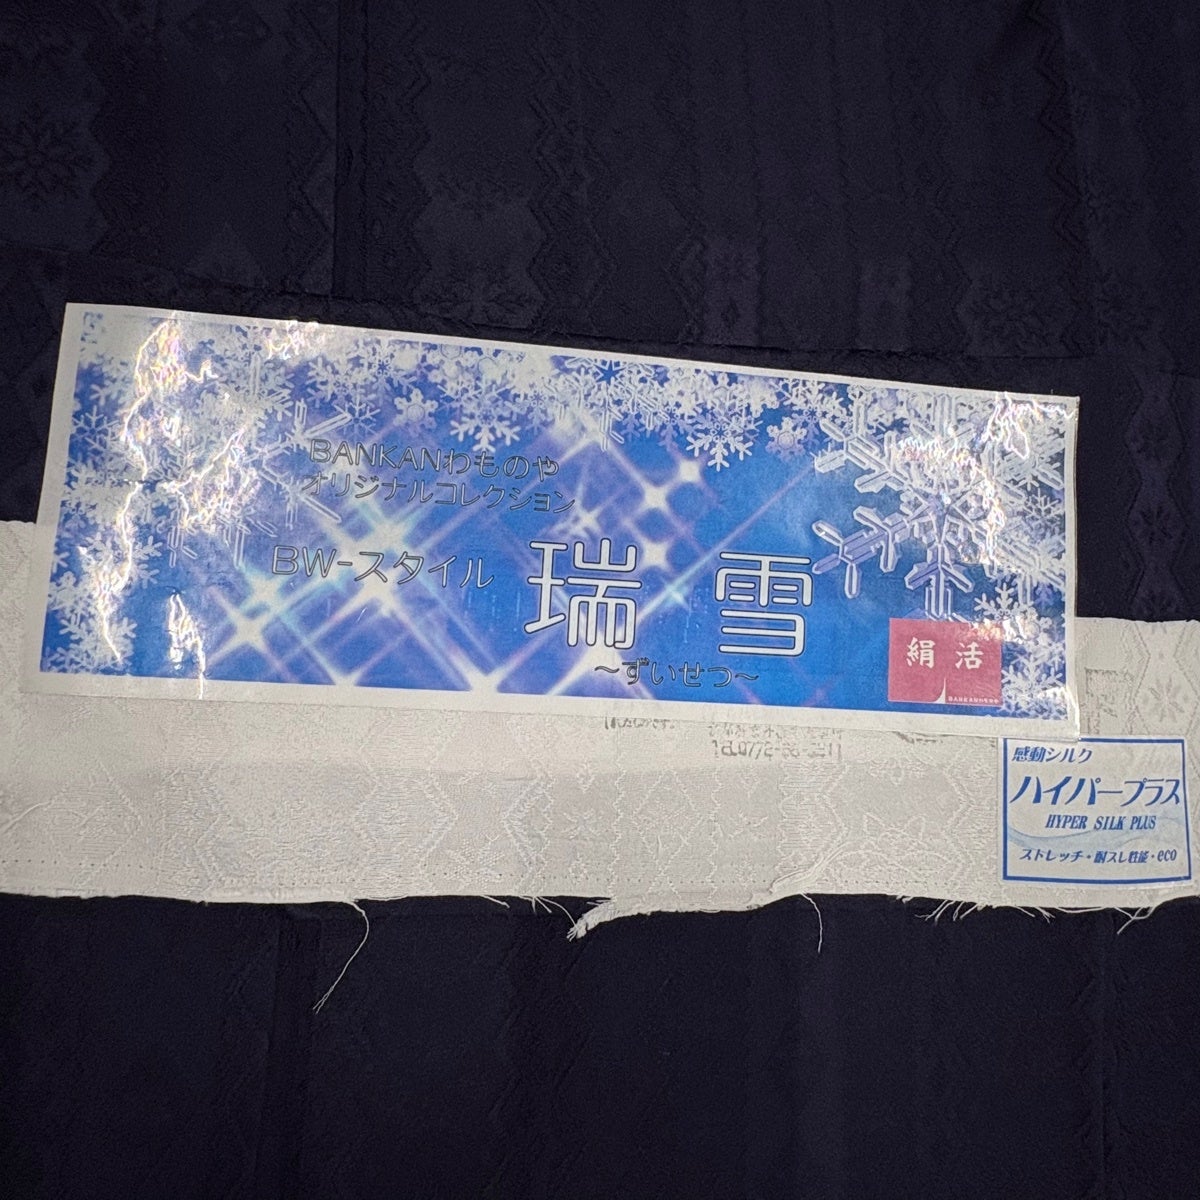 BANKANわものや
オリジナルコレクション
BW-スタイル 瑞雪
～ずいせつ～
絹活
感動シルク
ハイパープラス
HYPER SILK PLUS
ストレッチ・耐スレ性能・eco